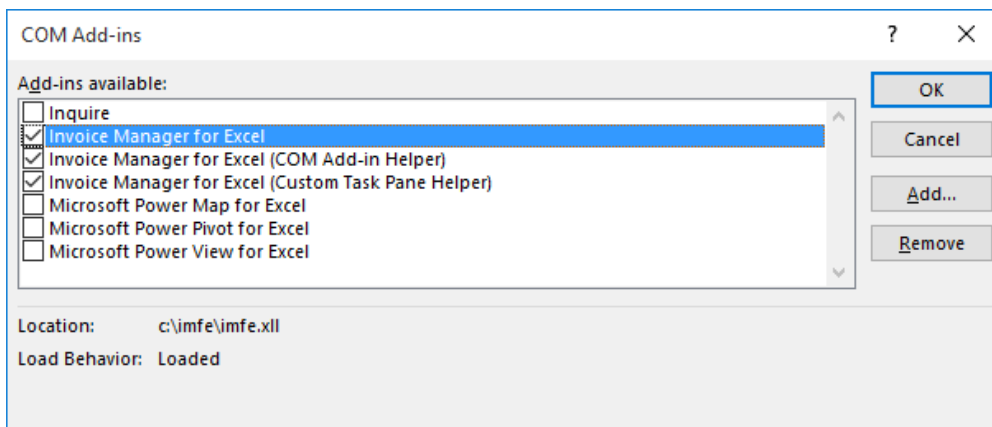 COM Add-ins
?
Add-ins available:
Inquire
Invoice Manager for Excel
Invoice Manager for Excel (COM Add-in Helper)
Invoice Manager for Excel (Custom Task Pane Helper)
Microsoft Power Map for Excel
Microsoft Power Pivot for Excel
Microsoft Power View for Excel
OK
Cancel
Add...
Remove
Location: c:\imfe\imfe.xll
Load Behavior: Loaded